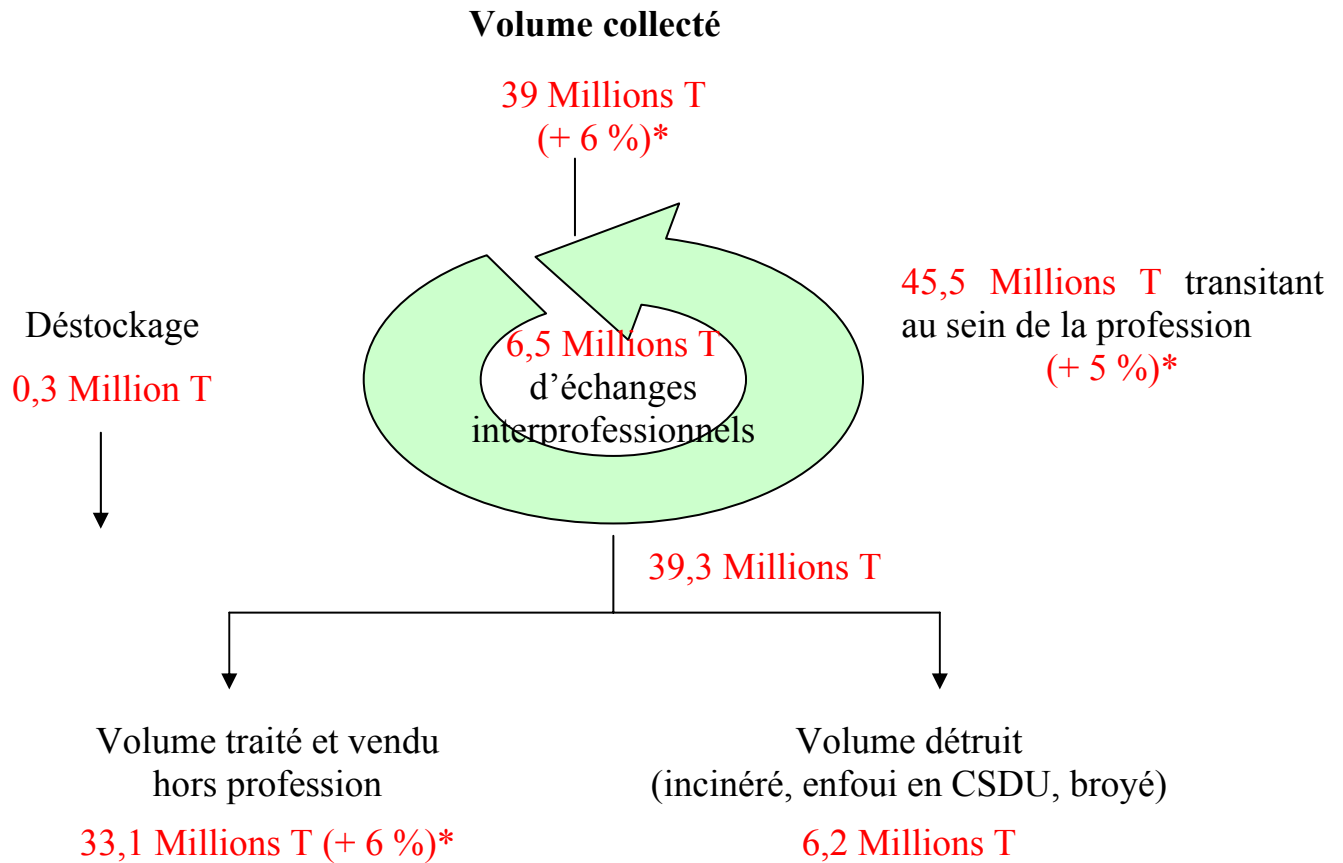 Volume collecté
39 Millions T
(+ 6 %)*
45,5 Millions T transitant
au sein de la profession
(+ 5 %)*
Déstockage
0,3 Million T
6,5 Millions T
d’échanges
interprofessionnels
39,3 Millions T
Volume traité et vendu
hors profession
33,1 Millions T (+ 6 %)*
Volume détruit
(incinéré, enfoui en CSDU, broyé)
6,2 Millions T